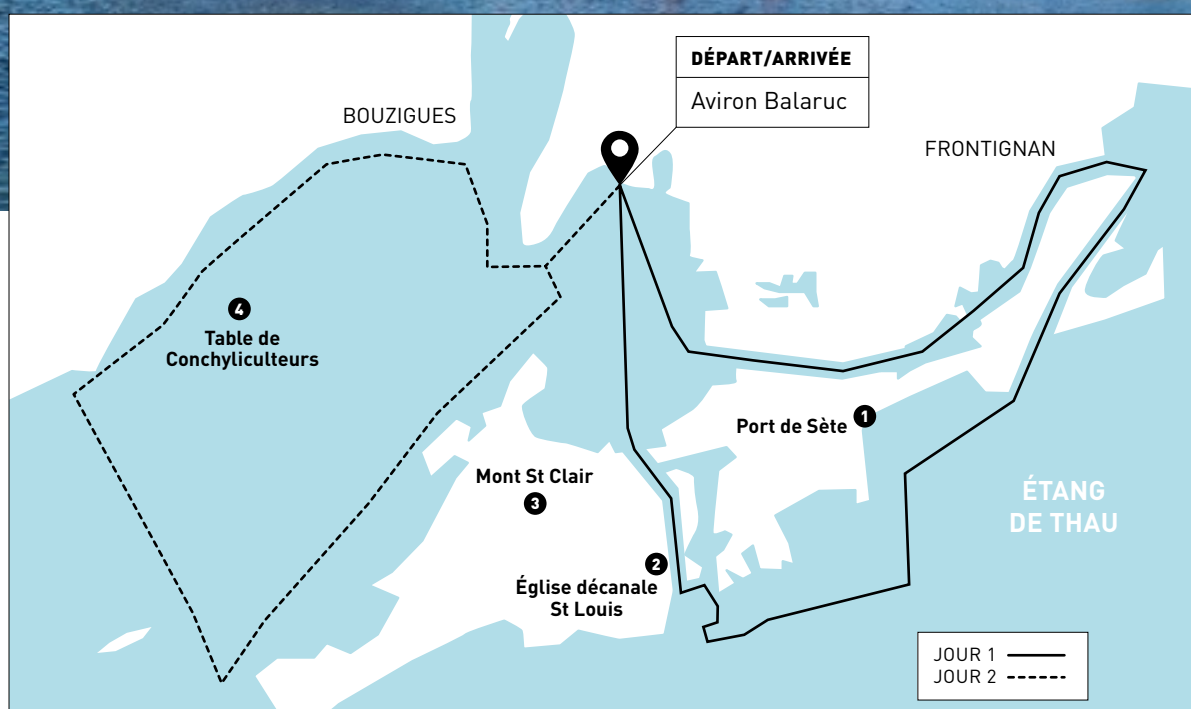 DÉPART/ARRIVÉE
Aviron Balaruc
BOUZIGUES
FRONTIGNAN
4
Table de
Conchyliculteurs
Port de Sète
1
Mont St Clair
3
ÉTANG
DE THAU
2
Église décanale
St Louis
JOUR 1
JOUR 2